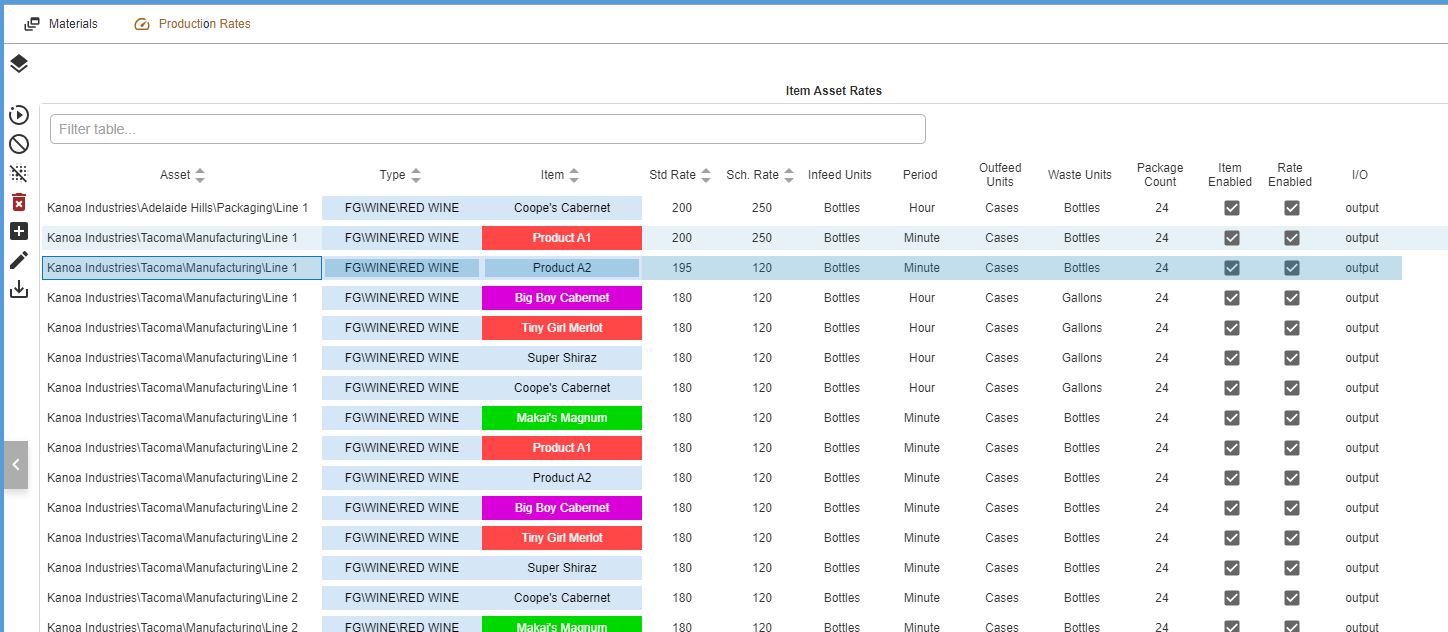 Materials Production Rates
Item Asset Rates
Filter table...
Asset Type Item Std Rate Sch. Rate Infeed Units Period Outfeed Units Waste Units Package Count Item Enabled Rate Enabled I/O
Kanoa Industries\Adelaide Hills\Packaging\Line 1 FG\WINE\RED WINE Coope's Cabernet 200 250 Bottles Hour Cases Bottles 24 output
Kanoa Industries\Tacoma\Manufacturing\Line 1 FG\WINE\RED WINE Product A1 200 250 Bottles Minute Cases Bottles 24 output
Kanoa Industries\Tacoma\Manufacturing\Line 1 FG\WINE\RED WINE Product A2 195 120 Bottles Minute Cases Bottles 24 output
Kanoa Industries\Tacoma\Manufacturing\Line 1 FG\WINE\RED WINE Big Boy Cabernet 180 120 Bottles Hour Cases Gallons 24 output
Kanoa Industries\Tacoma\Manufacturing\Line 1 FG\WINE\RED WINE Tiny Girl Merlot 180 120 Bottles Hour Cases Gallons 24 output
Kanoa Industries\Tacoma\Manufacturing\Line 1 FG\WINE\RED WINE Super Shiraz 180 120 Bottles Hour Cases Gallons 24 output
Kanoa Industries\Tacoma\Manufacturing\Line 1 FG\WINE\RED WINE Coope's Cabernet 180 120 Bottles Hour Cases Gallons 24 output
Kanoa Industries\Tacoma\Manufacturing\Line 1 FG\WINE\RED WINE Makai's Magnum 180 120 Bottles Minute Cases Bottles 24 output
Kanoa Industries\Tacoma\Manufacturing\Line 2 FG\WINE\RED WINE Product A1 180 120 Bottles Minute Cases Bottles 24 output
Kanoa Industries\Tacoma\Manufacturing\Line 2 FG\WINE\RED WINE Product A2 180 120 Bottles Minute Cases Bottles 24 output
Kanoa Industries\Tacoma\Manufacturing\Line 2 FG\WINE\RED WINE Big Boy Cabernet 180 120 Bottles Minute Cases Bottles 24 output
Kanoa Industries\Tacoma\Manufacturing\Line 2 FG\WINE\RED WINE Tiny Girl Merlot 180 120 Bottles Minute Cases Bottles 24 output
Kanoa Industries\Tacoma\Manufacturing\Line 2 FG\WINE\RED WINE Super Shiraz 180 120 Bottles Minute Cases Bottles 24 output
Kanoa Industries\Tacoma\Manufacturing\Line 2 FG\WINE\RED WINE Coope's Cabernet 180 120 Bottles Minute Cases Bottles 24 output
Kanoa Industries\Tacoma\Manufacturing\Line 2 FG\WINE\RED WINE Makai's Magnum 180 120 Bottles Minute Cases Bottles 24 output